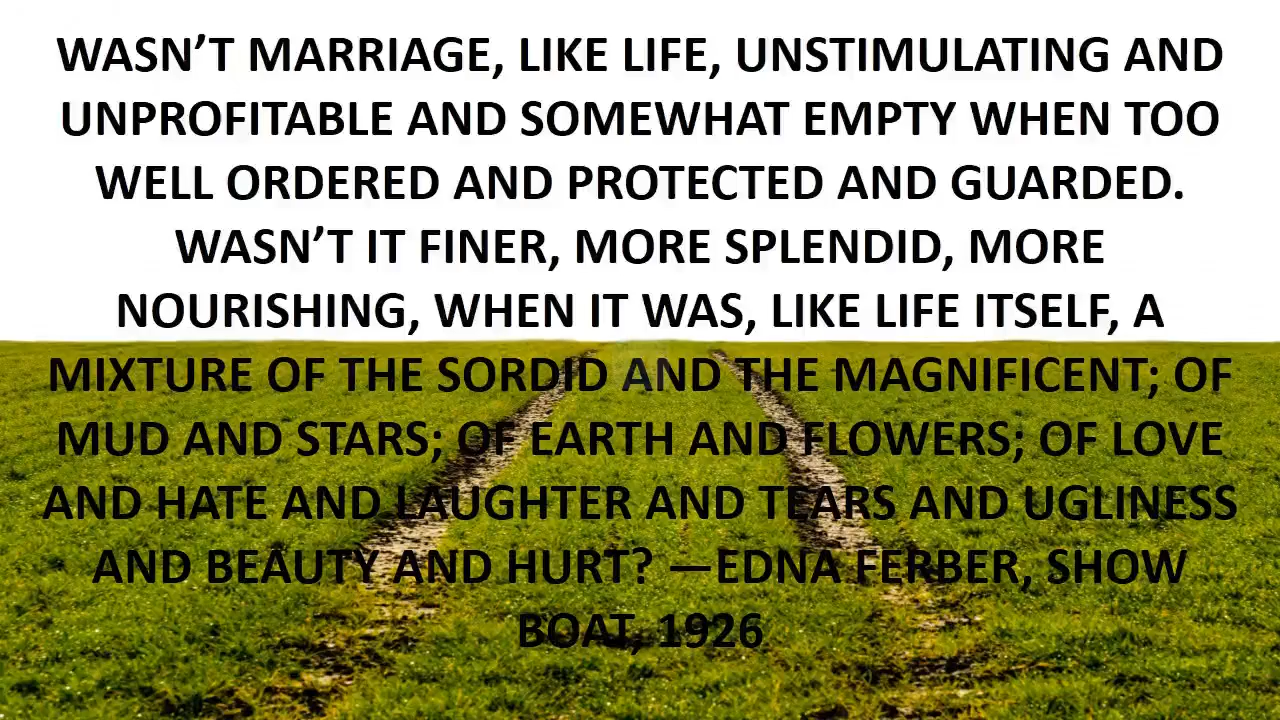 WASN’T MARRIAGE, LIKE LIFE, UNSTIMULATING AND
UNPROFITABLE AND SOMEWHAT EMPTY WHEN TOO
WELL ORDERED AND PROTECTED AND GUARDED.
WASN’T IT FINER, MORE SPLENDID, MORE
NOURISHING, WHEN IT WAS, LIKE LIFE ITSELF, A
MIXTURE OF THE SORDID AND THE MAGNIFICENT; OF
MUD AND STARS; OF EARTH AND FLOWERS; OF LOVE
AND HATE AND LAUGHTER AND TEARS AND UGLINESS
AND BEAUTY AND HURT? —EDNA FERBER, SHOW
BOAT, 1926